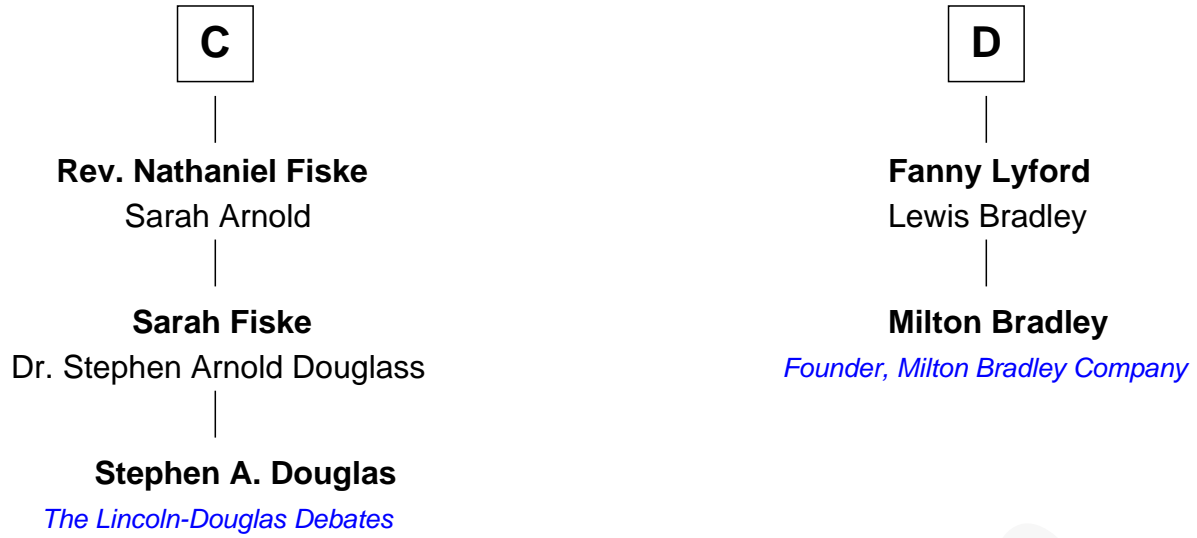 C
Rev. Nathaniel Fiske
Sarah Arnold
Sarah Fiske
Dr. Stephen Arnold Douglass
Stephen A. Douglas
The Lincoln-Douglas Debates
D
Fanny Lyford
Lewis Bradley
Milton Bradley
Founder, Milton Bradley Company